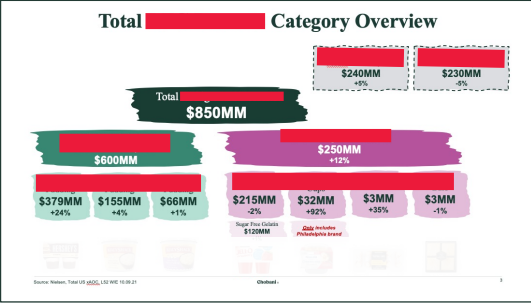 Total Category Overview
$240MM
+5%
$230MM
-5%
Total
$850MM
$600MM
$250MM
+12%
$379MM
+24%
$155MM
+4%
$66MM
+1%
$215MM
-2%
$32MM
+92%
$3MM
+35%
$3MM
-1%
Sugar Free Gelatin
$120MM
Only includes
Philadelphia brand
Source: Nielsen, Total US xAOC, L52 W/E 10.09.21
Chobani
3